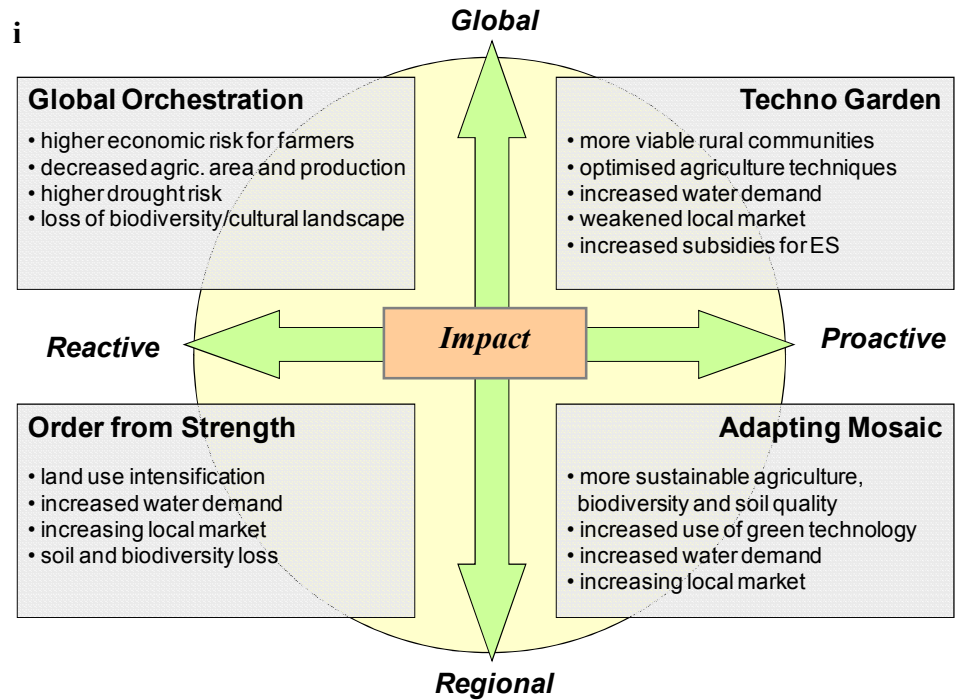 i
Global
Global Orchestration
• higher economic risk for farmers
• decreased agric. area and production
• higher drought risk
• loss of biodiversity/cultural landscape
Techno Garden
• more viable rural communities
• optimised agriculture techniques
• increased water demand
• weakened local market
• increased subsidies for ES
Reactive
Impact
Proactive
Order from Strength
• land use intensification
• increased water demand
• increasing local market
• soil and biodiversity loss
Adapting Mosaic
• more sustainable agriculture,
biodiversity and soil quality
• increased use of green technology
• increased water demand
• increasing local market
Regional